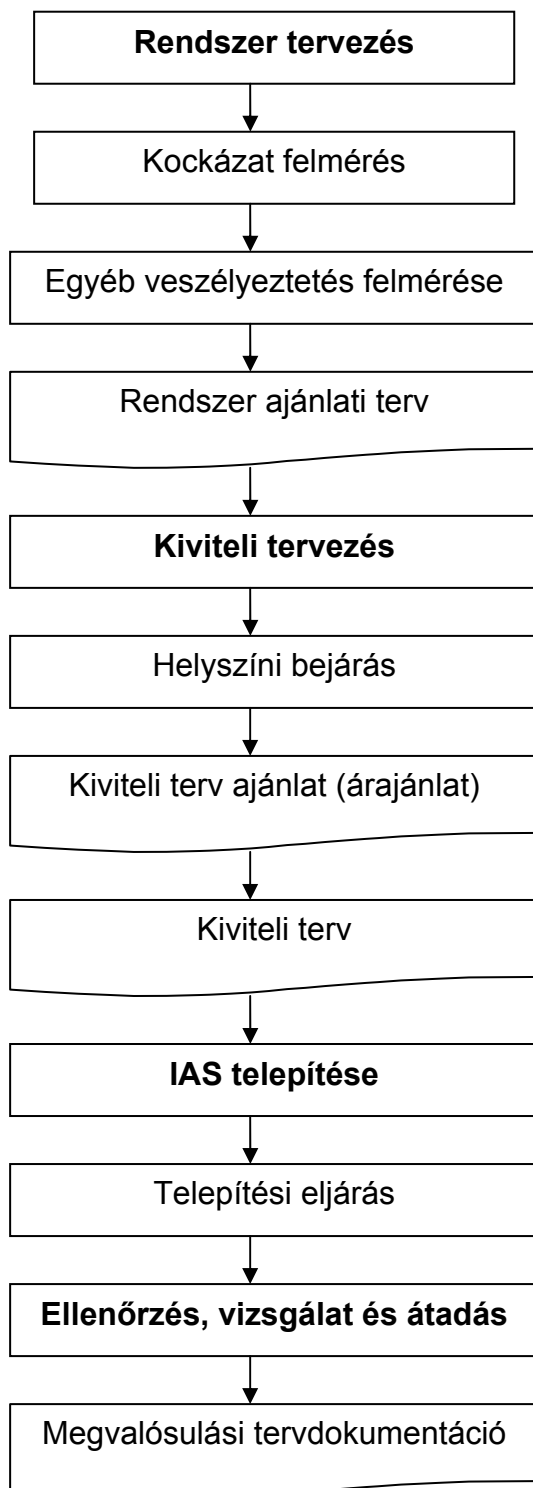 Rendszer tervezés
Kockázat felmérés
Egyéb veszélyeztetés felmérése
Rendszer ajánlati terv
Kiviteli tervezés
Helyszíni bejárás
Kiviteli terv ajánlat (árajánlat)
Kiviteli terv
IAS telepítése
Telepítési eljárás
Ellenőrzés, vizsgálat és átadás
Megvalósulási tervdokumentáció